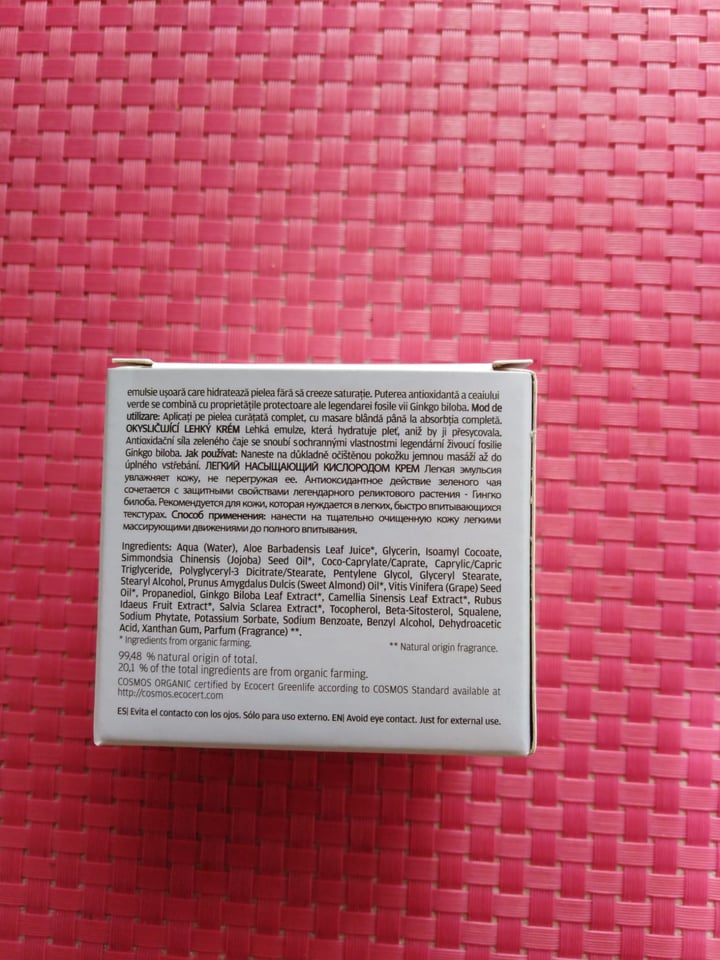 emulsie ușoară care hidratează pielea fără să creeze saturație. Puterea antioxidantă a ceaiului
verde se combină cu proprietățile protectoare ale legendarei fosile vii Ginkgo biloba. Mod de
utilizare: Aplicați pe pielea curățată complet, cu masare blândă până la absorbția completă.
OKYSLIČUJÍCÍ LEHKÝ KRÉM Lehká emulze, která hydratuje pleť, aniž by ji přesycovala.
Antioxidační síla zeleného čaje se snoubí s ochrannými vlastnostmi legendární živoucí fosilie
Ginkgo biloba. Jak používat: Naneste na důkladně očištěnou pokožku jemnou masáží až do
úplného vstřebání. ЛЕГКИЙ НАСЫЩАЮЩИЙ КИСЛОРОДОМ КРЕМ Легкая эмульсия
увлажняет кожу, не перегружая ее. Антиоксидантное действие зеленого чая
сочетается с защитными свойствами легендарного реликтового растения - Гингко
билоба. Рекомендуется для кожи, которая нуждается в легких, быстро впитывающихся
текстурах. Способ применения: нанести на тщательно очищенную кожу легкими
массирующими движениями до полного впитывания.
Ingredients: Aqua (Water), Aloe Barbadensis Leaf Juice*, Glycerin, Isoamyl Cocoate,
Simmondsia Chinensis (Jojoba) Seed Oil*, Coco-Caprylate/Caprate, Caprylic/Capric
Triglyceride, Polyglyceryl-3 Dicitrate/Stearate, Pentylene Glycol, Glyceryl Stearate,
Stearyl Alcohol, Prunus Amygdalus Dulcis (Sweet Almond) Oil*, Vitis Vinifera (Grape) Seed
Oil*, Propanediol, Ginkgo Biloba Leaf Extract*, Camellia Sinensis Leaf Extract*, Rubus
Idaeus Fruit Extract*, Salvia Sclarea Extract*, Tocopherol, Beta-Sitosterol, Squalene,
Sodium Phytate, Potassium Sorbate, Sodium Benzoate, Benzyl Alcohol, Dehydroacetic
Acid, Xanthan Gum, Parfum (Fragrance) **.
* Ingredients from organic farming.
** Natural origin fragrance.
99,48 % natural origin of total.
20,1 % of the total ingredients are from organic farming.
COSMOS ORGANIC certified by Ecocert Greenlife according to COSMOS Standard available at
http://cosmos.ecocert.com
ES| Evita el contacto con los ojos. Sólo para uso externo. EN| Avoid eye contact. Just for external use.